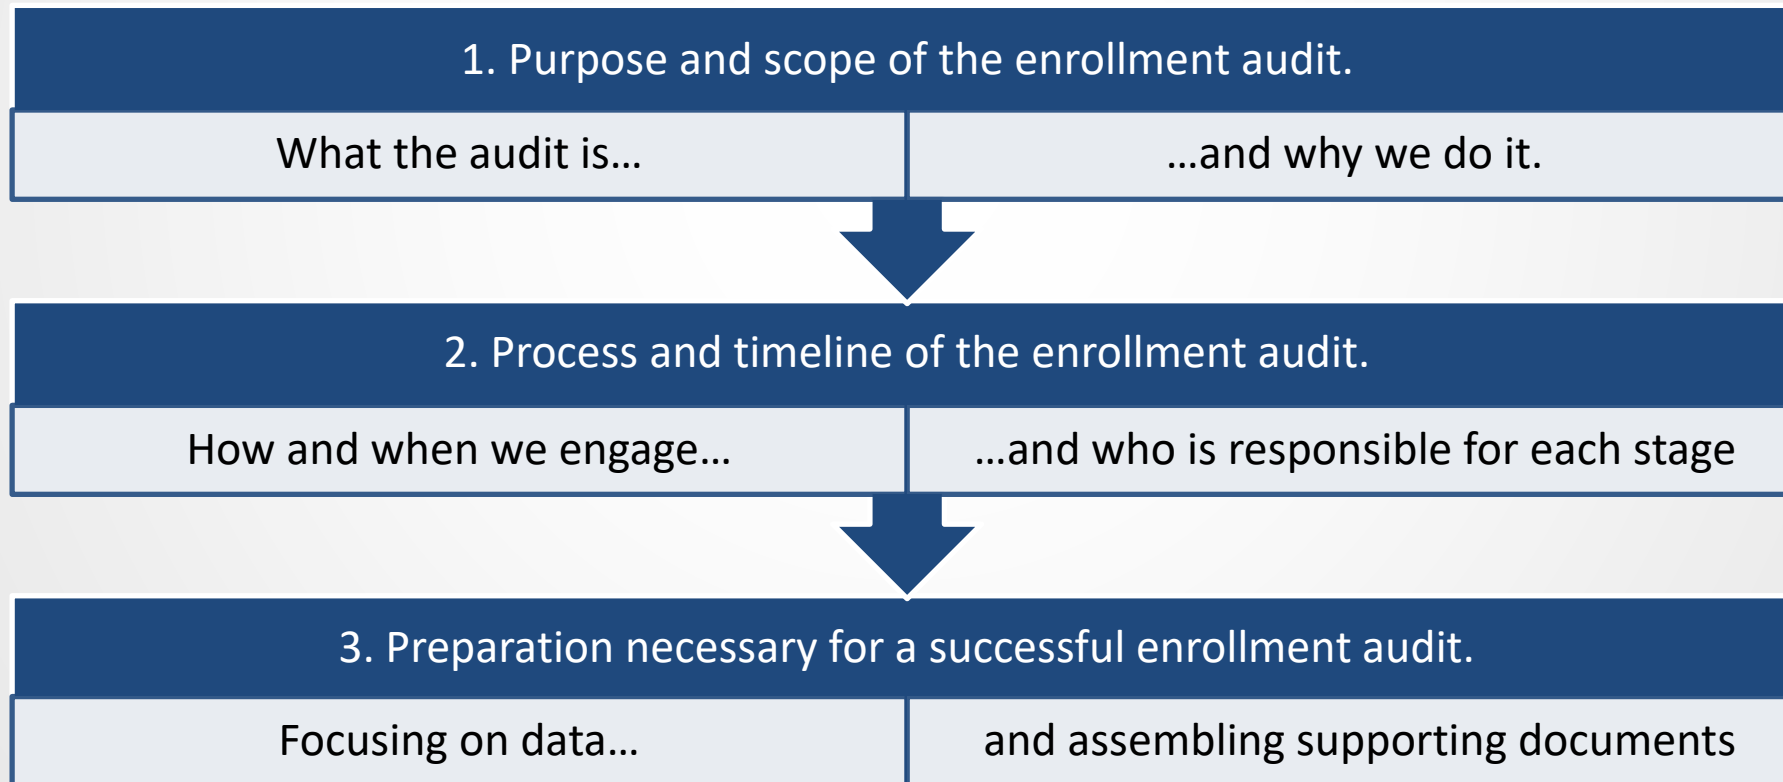 1. Purpose and scope of the enrollment audit.
What the audit is…
…and why we do it.
2. Process and timeline of the enrollment audit.
How and when we engage…
…and who is responsible for each stage
3. Preparation necessary for a successful enrollment audit.
Focusing on data…
and assembling supporting documents